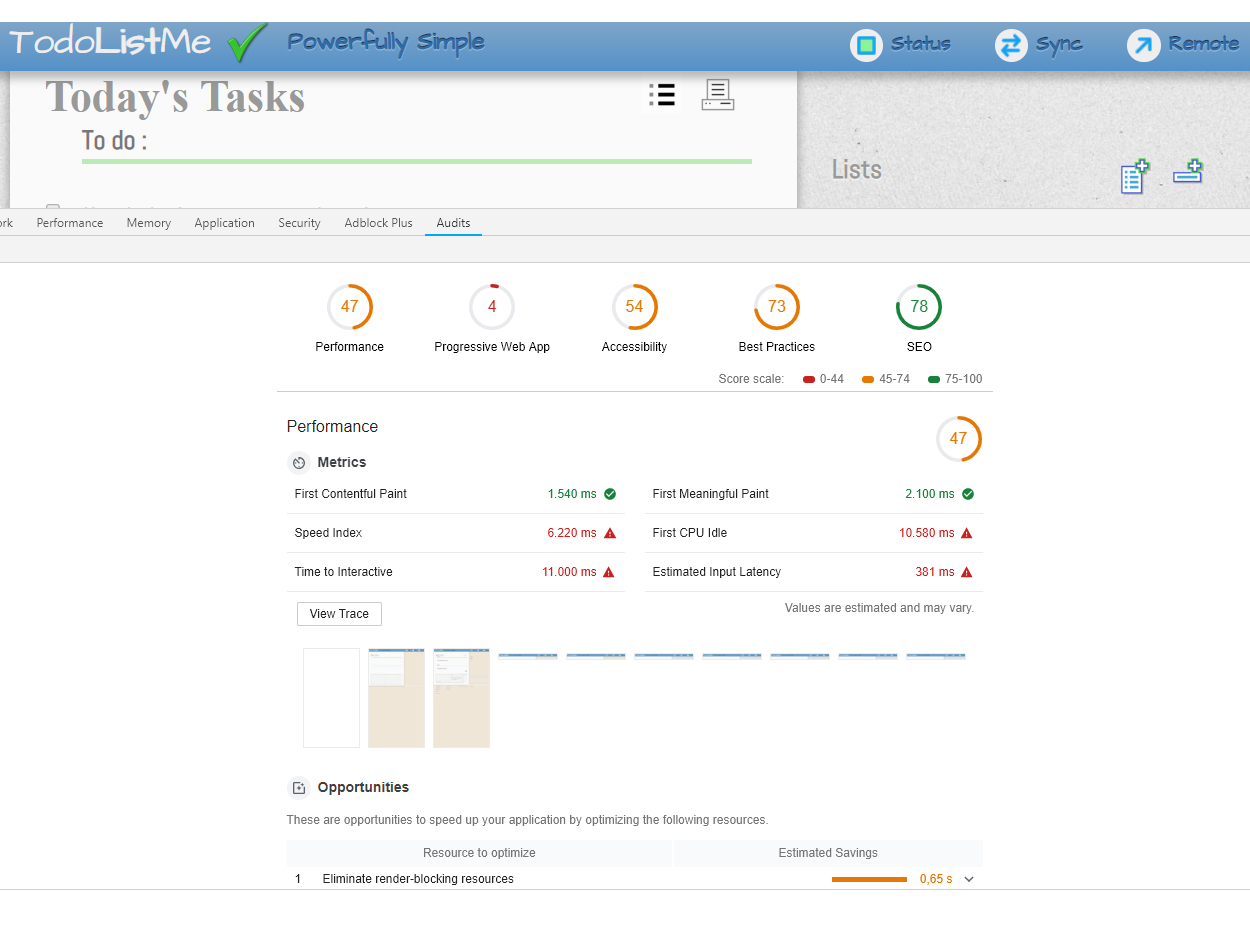 TodoListMe Powerfully Simple Status Sync Remote
Today's Tasks
To do :
Lists
rk Performance Memory Application Security Adblock Plus Audits
47 4 54 73 78
Performance Progressive Web App Accessibility Best Practices SEO
Score scale: 0-44 45-74 75-100
Performance
47
Metrics
First Contentful Paint 1.540 ms First Meaningful Paint 2.100 ms
Speed Index 6.220 ms First CPU Idle 10.580 ms
Time to Interactive 11.000 ms Estimated Input Latency 381 ms
View Trace Values are estimated and may vary.
Opportunities
These are opportunities to speed up your application by optimizing the following resources.
Resource to optimize Estimated Savings
1 Eliminate render-blocking resources 0,65 s